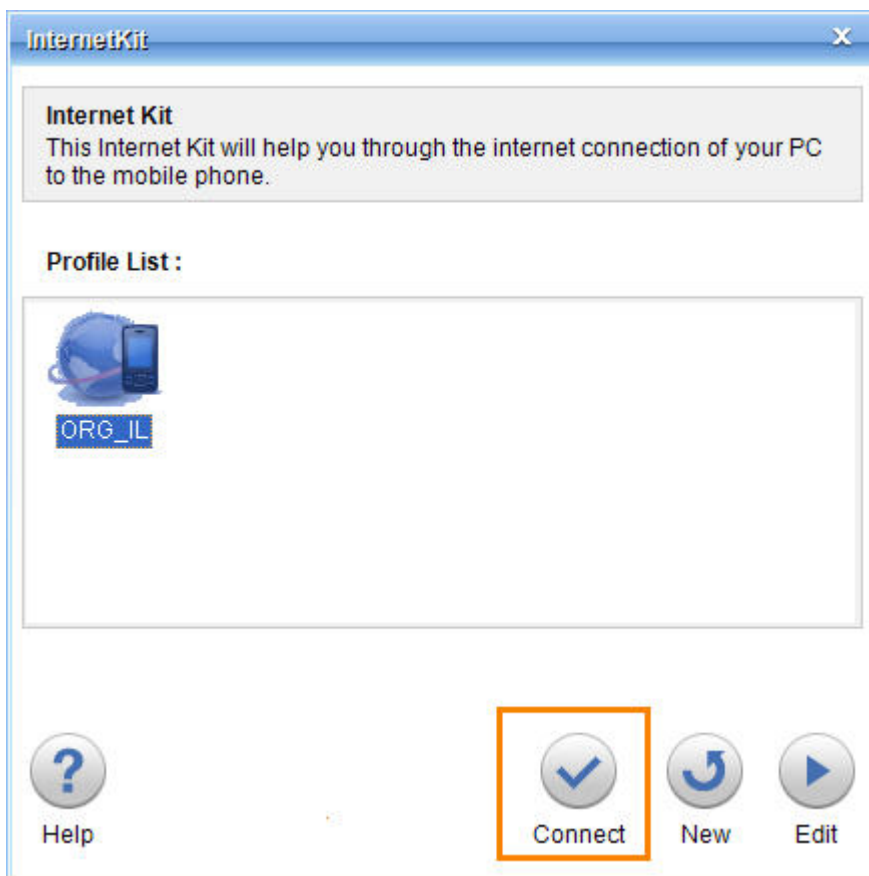 InternetKit
Internet Kit
This Internet Kit will help you through the internet connection of your PC
to the mobile phone.
Profile List :
ORG_IL
Help
Connect
New
Edit